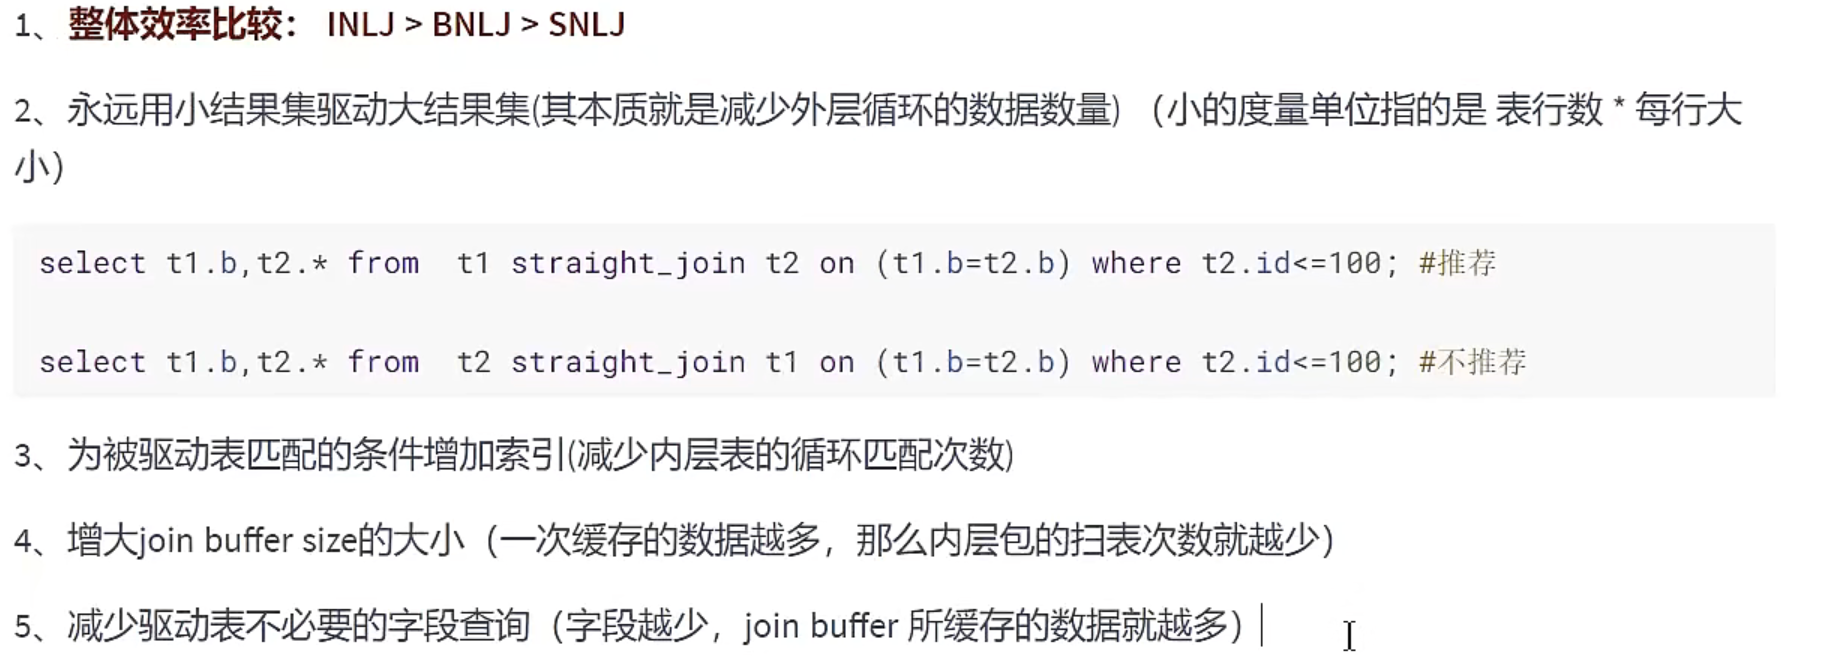 1、整体效率比较： INLJ > BNLJ > SNLJ
2、永远用小结果集驱动大结果集(其本质就是减少外层循环的数据数量) （小的度量单位指的是 表行数 * 每行大
小）
select t1.b,t2.* from  t1 straight_join t2 on (t1.b=t2.b) where t2.id<=100; #推荐
select t1.b,t2.* from  t2 straight_join t1 on (t1.b=t2.b) where t2.id<=100; #不推荐
3、为被驱动表匹配的条件增加索引(减少内层表的循环匹配次数)
4、增大join buffer size的大小（一次缓存的数据越多，那么内层包的扫表次数就越少）
5、减少驱动表不必要的字段查询（字段越少，join buffer 所缓存的数据就越多）